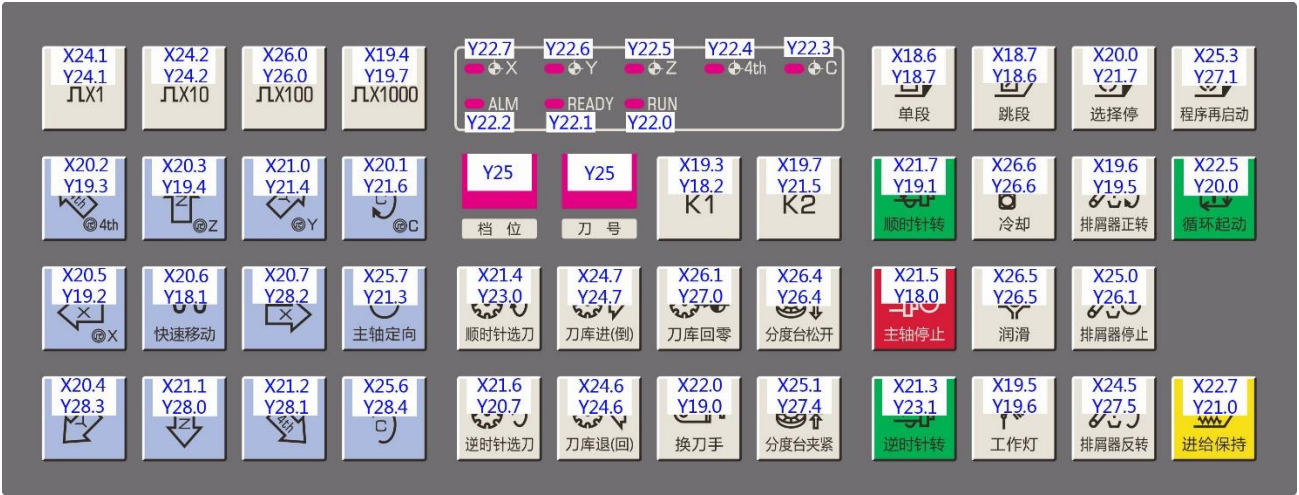 X24.1 X24.2 X26.0 X19.4
Y24.1 Y24.2 Y26.0 Y19.7
X1 X10 X100 X1000
Y22.7 Y22.6 Y22.5 Y22.4 Y22.3
X Y Z 4th C
ALM READY RUN
Y22.2 Y22.1 Y22.0
X18.6 X18.7 X20.0 X25.3
Y18.7 Y18.6 Y21.7 Y27.1
单段 跳段 选择停 程序再启动
X20.2 X20.3 X21.0 X20.1
Y19.3 Y19.4 Y21.4 Y21.6
4th Z Y C
Y25 Y25
档位 刀号
X19.3 X19.7
Y18.2 Y21.5
K1 K2
X21.7 X26.6 X19.6 X22.5
Y19.1 Y26.6 Y19.5 Y20.0
顺时针转 冷却 排屑器正转 循环起动
X20.5 X20.6 X20.7 X25.7
Y19.2 Y18.1 Y28.2 Y21.3
X X
X 快速移动 主轴定向
X21.4 X24.7 X26.1 X26.4
Y23.0 Y24.7 Y27.0 Y26.4
顺时针选刀 刀库进(倒) 刀库回零 分度台松开
X21.5 X26.5 X25.0
Y18.0 Y26.5 Y26.1
主轴停止 润滑 排屑器停止
X20.4 X21.1 X21.2 X25.6
Y28.3 Y28.0 Y28.1 Y28.4
Y Z 4th C
X21.6 X24.6 X22.0 X25.1
Y20.7 Y24.6 Y19.0 Y27.4
逆时针选刀 刀库退(回) 换刀手 分度台夹紧
X21.3 X19.5 X24.5 X22.7
Y23.1 Y19.6 Y27.5 Y21.0
逆时针转 工作灯 排屑器反转 进给保持